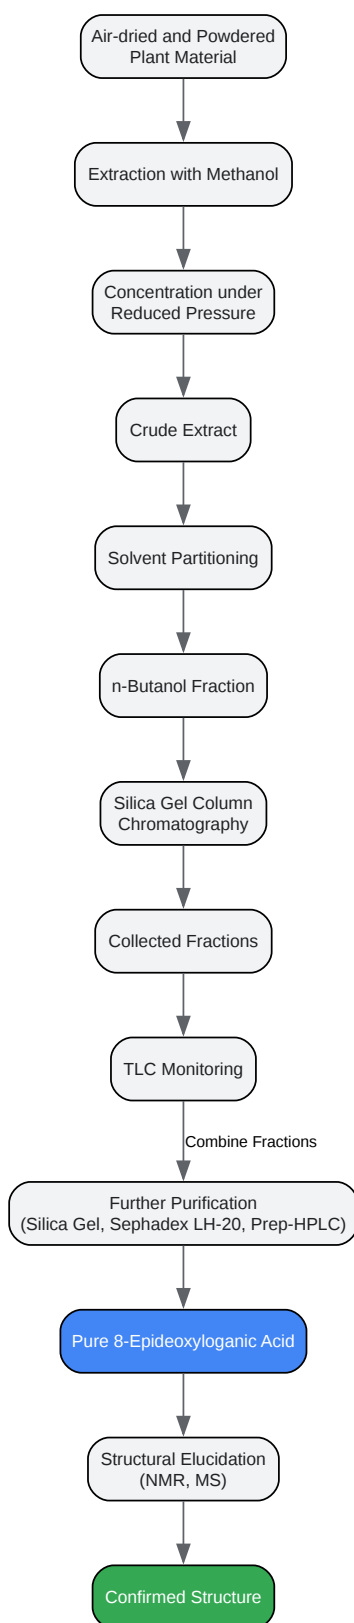 Air-dried and Powdered
Plant Material
Extraction with Methanol
Concentration under
Reduced Pressure
Crude Extract
Solvent Partitioning
n-Butanol Fraction
Silica Gel Column
Chromatography
Collected Fractions
TLC Monitoring
Combine Fractions
Further Purification
(Silica Gel, Sephadex LH-20, Prep-HPLC)
Pure 8-Epideoxyloganic Acid
Structural Elucidation
(NMR, MS)
Confirmed Structure